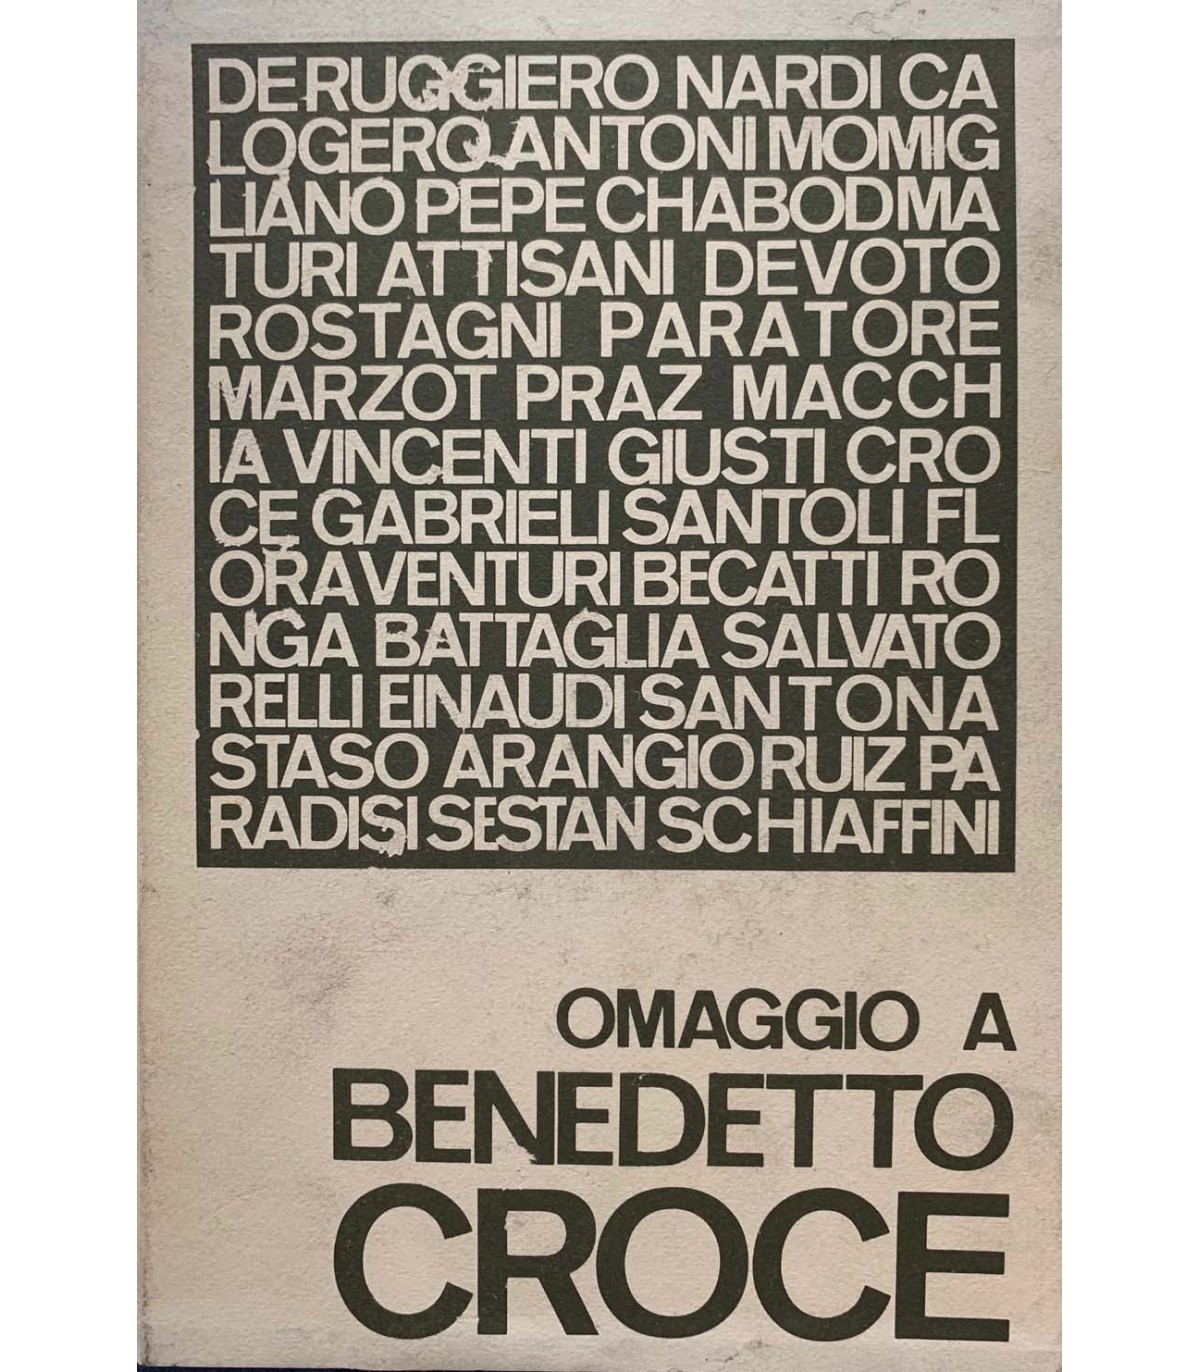 DERUGGIERO NARDI CA
LOGERO ANTONI MOMIG
LIANO PEPE CHABOD MA
TURI ATTISANI DEVOTO
ROSTAGNI PARATORE
MARZOT PRAZ MACCH
IA VINCENTI GIUSTI CRO
CE GABRIELI SANTOLI FL
ORA VENTURI BECATTI RO
NGA BATTAGLIA SALVATO
RELLI EINAUDI SANTONA
STASO ARANGIO RUIZ PA
RADISI SESTAN SCHIAFFINI
OMAGGIO A
BENEDETTO
CROCE